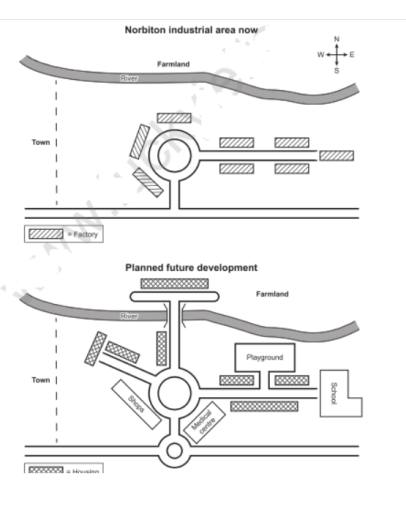 Norbiton industrial area now
N
W E
S
Farmland
River
Town
= Factory
Planned future development
Farmland
River
Playground
Town
Shops
School
Medical
centre
= Housing